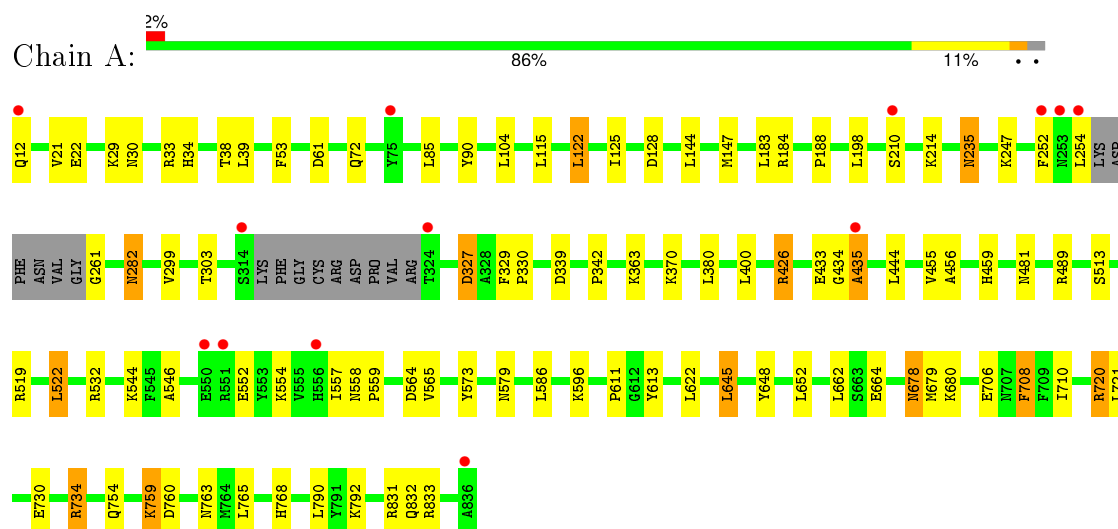 2%
Chain A:
86% 11% • •
Q12 V21 E22 K29 N30 R33 H34 T38 L39 F53 D61 Q72 Y75 L85 Y90 L104 L115 L122 I125 D128 L144 M147 L183 R184 P188 L198 S210 K214 N235 K247 F252 N253 L254 LYS ASP
PHE ASN VAL GLY G261 N282 V299 T303 S314 LYS PHE GLY CYS ARG ASP PRO VAL ARG T324 D327 A328 F329 P330 D339 P342 K363 K370 L380 L400 R426 E433 G434 A435 L444 V455 A456 H459 N481 R489 S513
R519 L522 R532 K544 F545 A546 E550 R551 E552 Y553 K554 V555 H556 I557 N558 P559 D564 V565 Y573 N579 L586 K596 P611 G612 Y613 L622 L645 Y648 L652 L662 S663 E664 N678 M679 K680 E706 N707 F708 F709 I710 R720 L721
E730 R734 Q754 K759 D760 N763 M764 L765 H768 L790 Y791 K792 R831 Q832 R833 A836